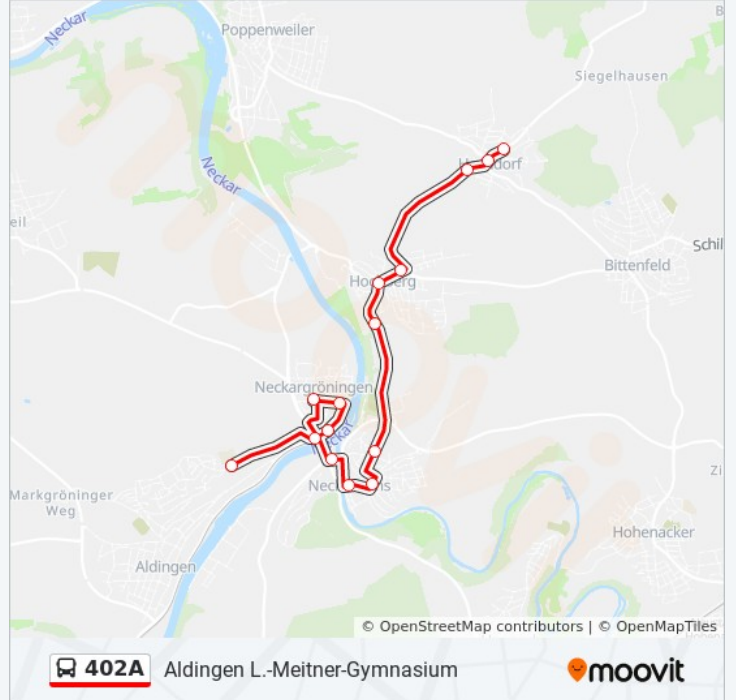 Neckar
Poppenweiler
B
Siegelhausen
Neckar
eil
Schil
Bittenfeld
Neckargröningen
Markgröninger
Weg
Zi
Hohenacker
Aldingen
© OpenStreetMap contributors | © OpenMapTiles
402A Aldingen L.-Meitner-Gymnasium
moovit